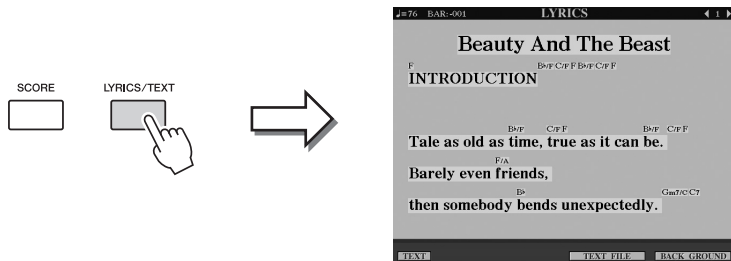 SCORE
LYRICS/TEXT
♩=76 BAR:-001 LYRICS 1
Beauty And The Beast
F B♭/F C/F F B♭/F C/F F
INTRODUCTION
B♭/F C/F F B♭/F C/F F
Tale as old as time, true as it can be.
F/A
Barely even friends,
B♭ Gm7/C C7
then somebody bends unexpectedly.
TEXT TEXT FILE BACK GROUND